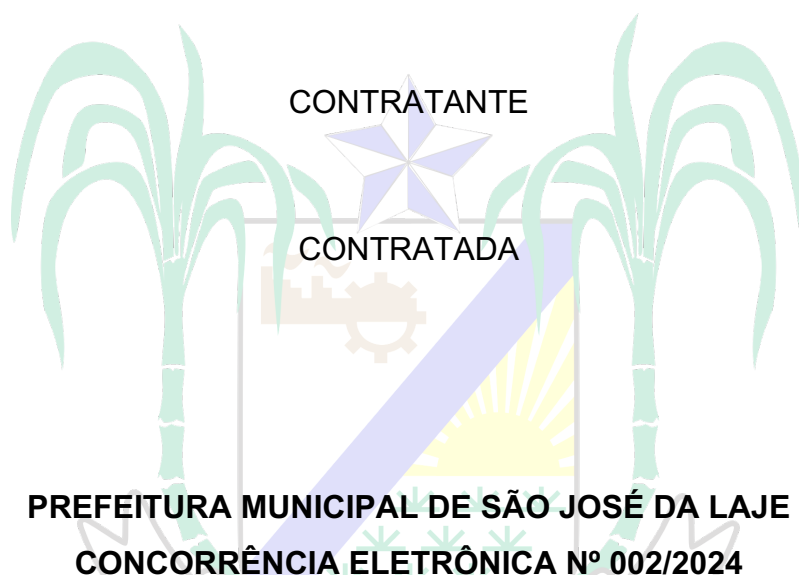 CONTRATANTE
CONTRATADA
PREFEITURA MUNICIPAL DE SÃO JOSÉ DA LAJE
CONCORRÊNCIA ELETRÔNICA Nº 002/2024